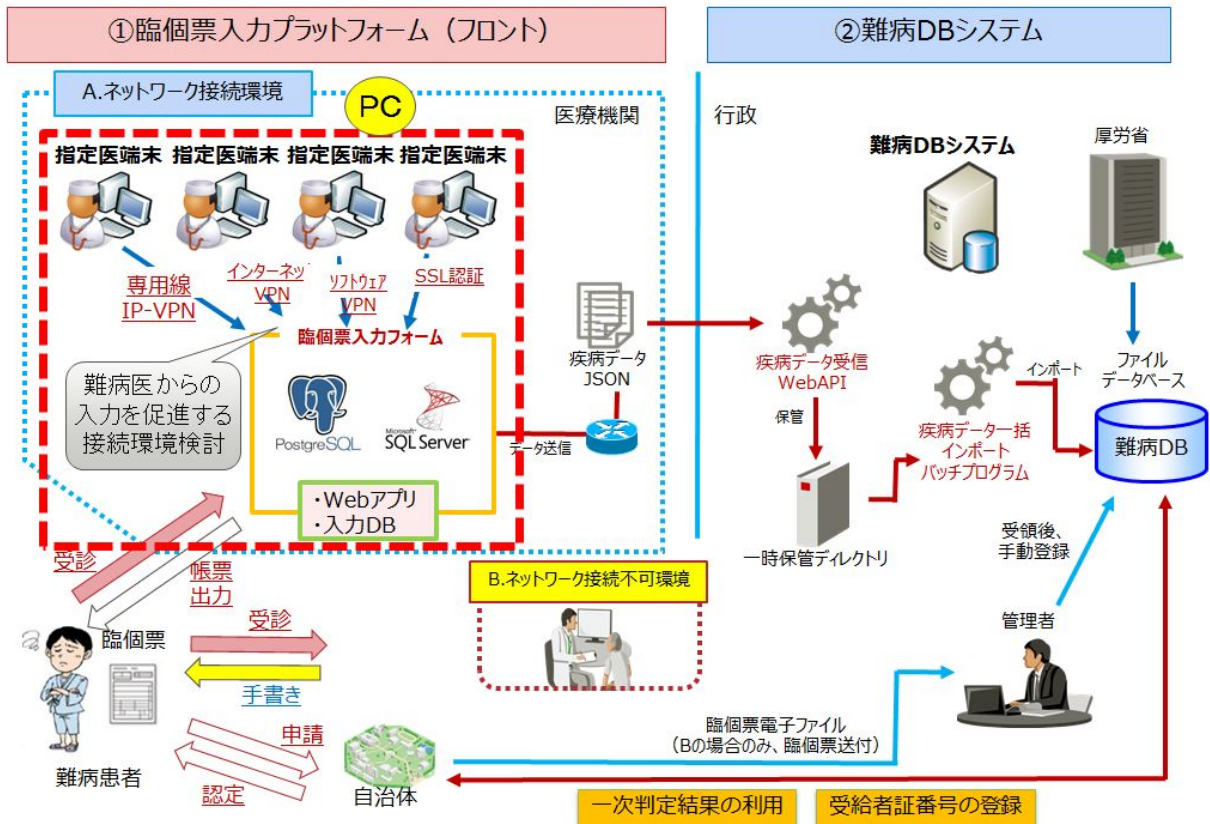 ①臨個票入力プラットフォーム（フロント）
②難病DBシステム
A.ネットワーク接続環境
PC
医療機関
行政
指定医端末
指定医端末
指定医端末
指定医端末
難病DBシステム
厚労省
専用線
IP-VPN
インターネッ
VPN
ソフトウェア
VPN
SSL認証
臨個票入力フォーム
難病医からの
入力を促進する
接続環境検討
PostgreSQL
Microsoft
SQL Server
・Webアプリ
・入力DB
データ送信
疾病データ
JSON
疾病データ受信
WebAPI
保管
一時保管ディレクトリ
疾病データ一括
インポート
バッチプログラム
インポート
ファイル
データベース
難病DB
受領後、
手動登録
管理者
B.ネットワーク接続不可環境
受診
帳票
出力
臨個票
受診
手書き
申請
認定
難病患者
自治体
臨個票電子ファイル
（Bの場合のみ、臨個票送付）
一次判定結果の利用
受給者証番号の登録